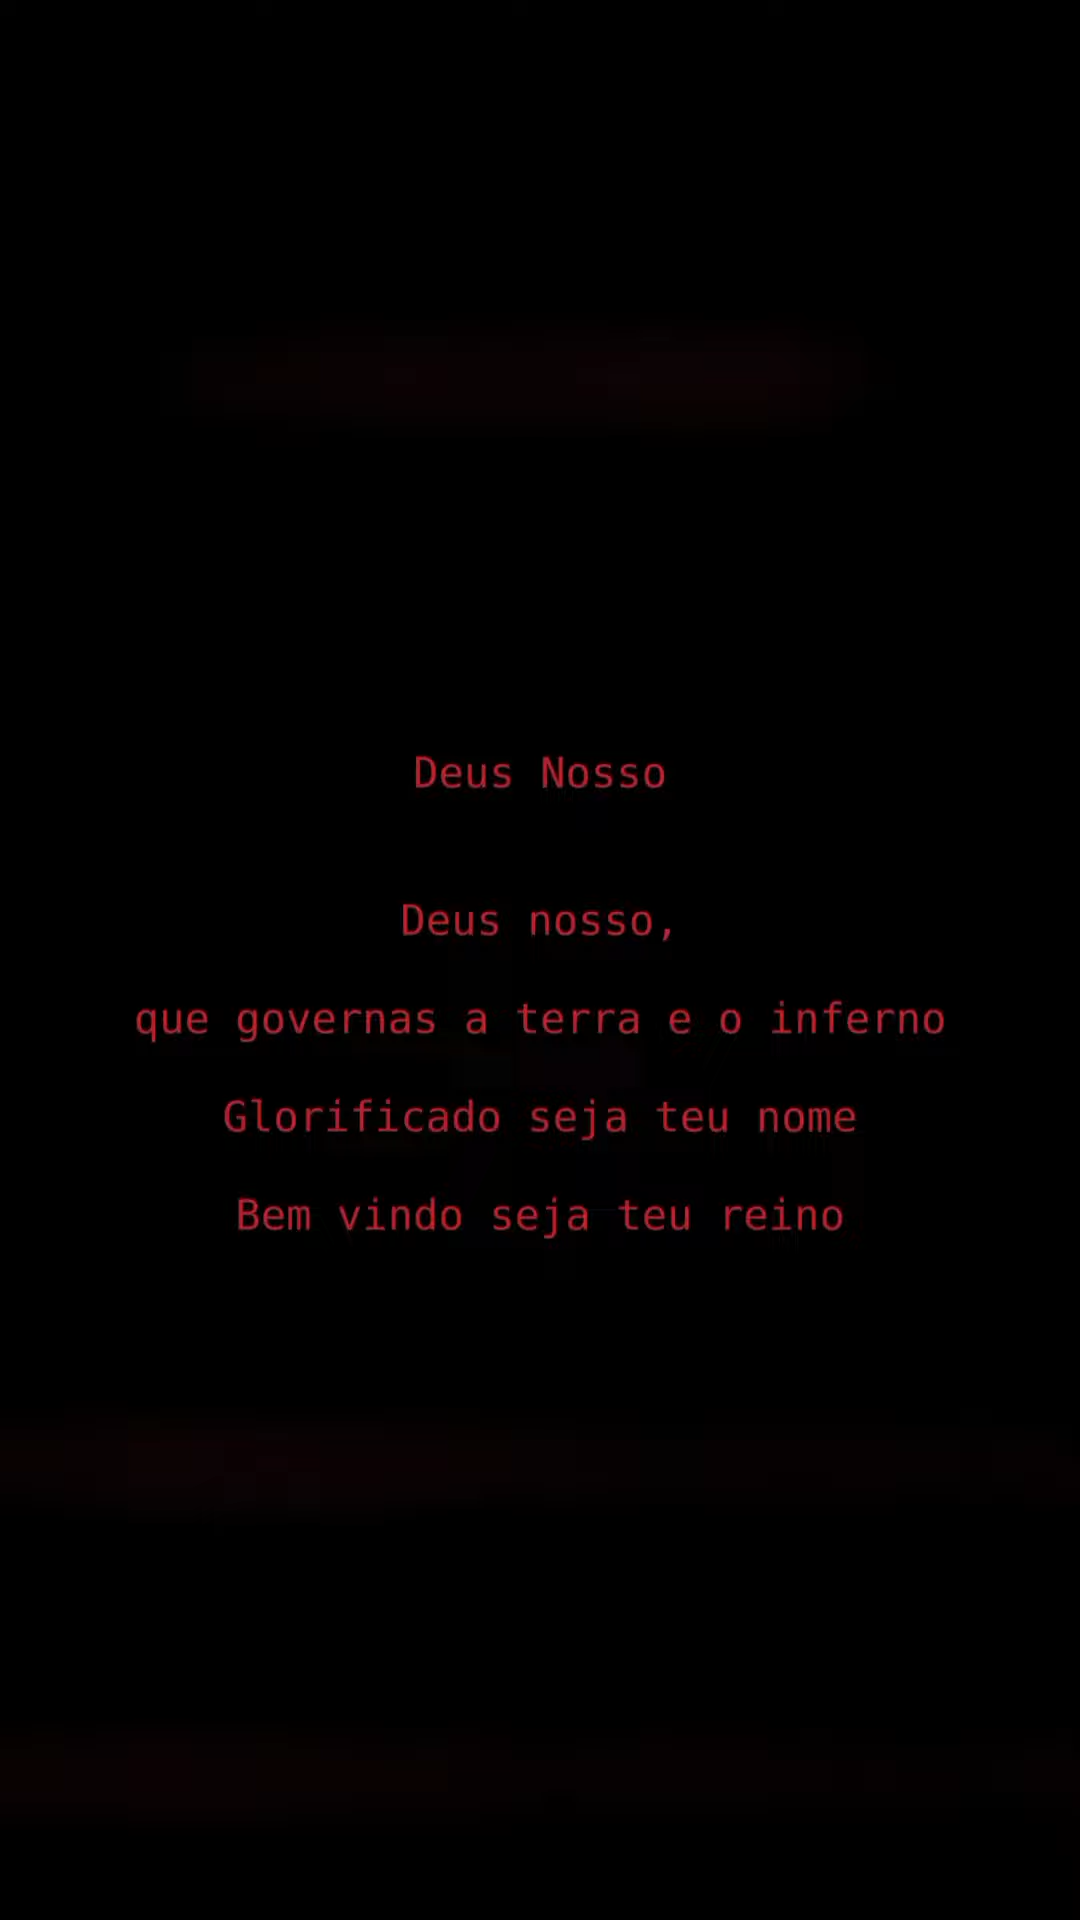 Deus Nosso
Deus nosso,
que governas a terra e o inferno
Glorificado seja teu nome
Bem vindo seja teu reino